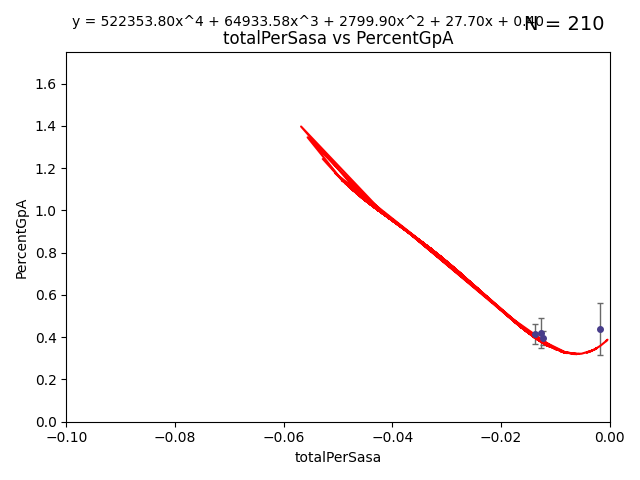 y = 522353.80x^4 + 64933.58x^3 + 2799.90x^2 + 27.70x +
N = 210
totalPerSasa vs PercentGpA
PercentGpA
1.6
1.4
1.2
1.0
0.8
0.6
0.4
0.2
0.0
−0.10 −0.08 −0.06 −0.04 −0.02 0.00
totalPerSasa